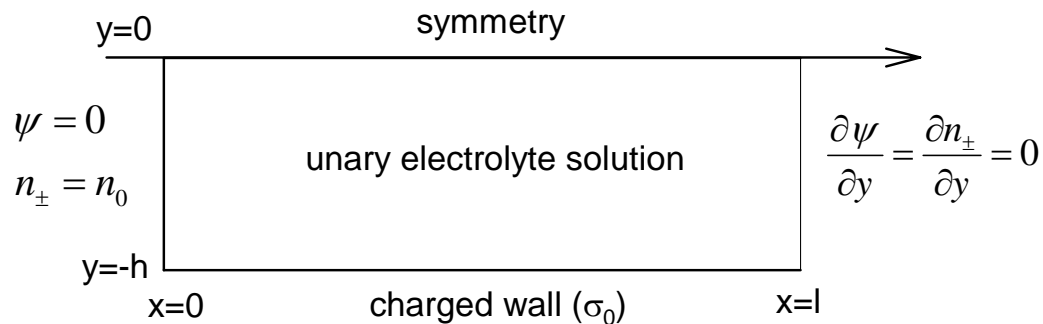 y=0
symmetry
ψ = 0
n± = n₀
unary electrolyte solution
∂ψ/∂y = ∂n±/∂y = 0
y=-h
x=0
charged wall (σ₀)
x=l